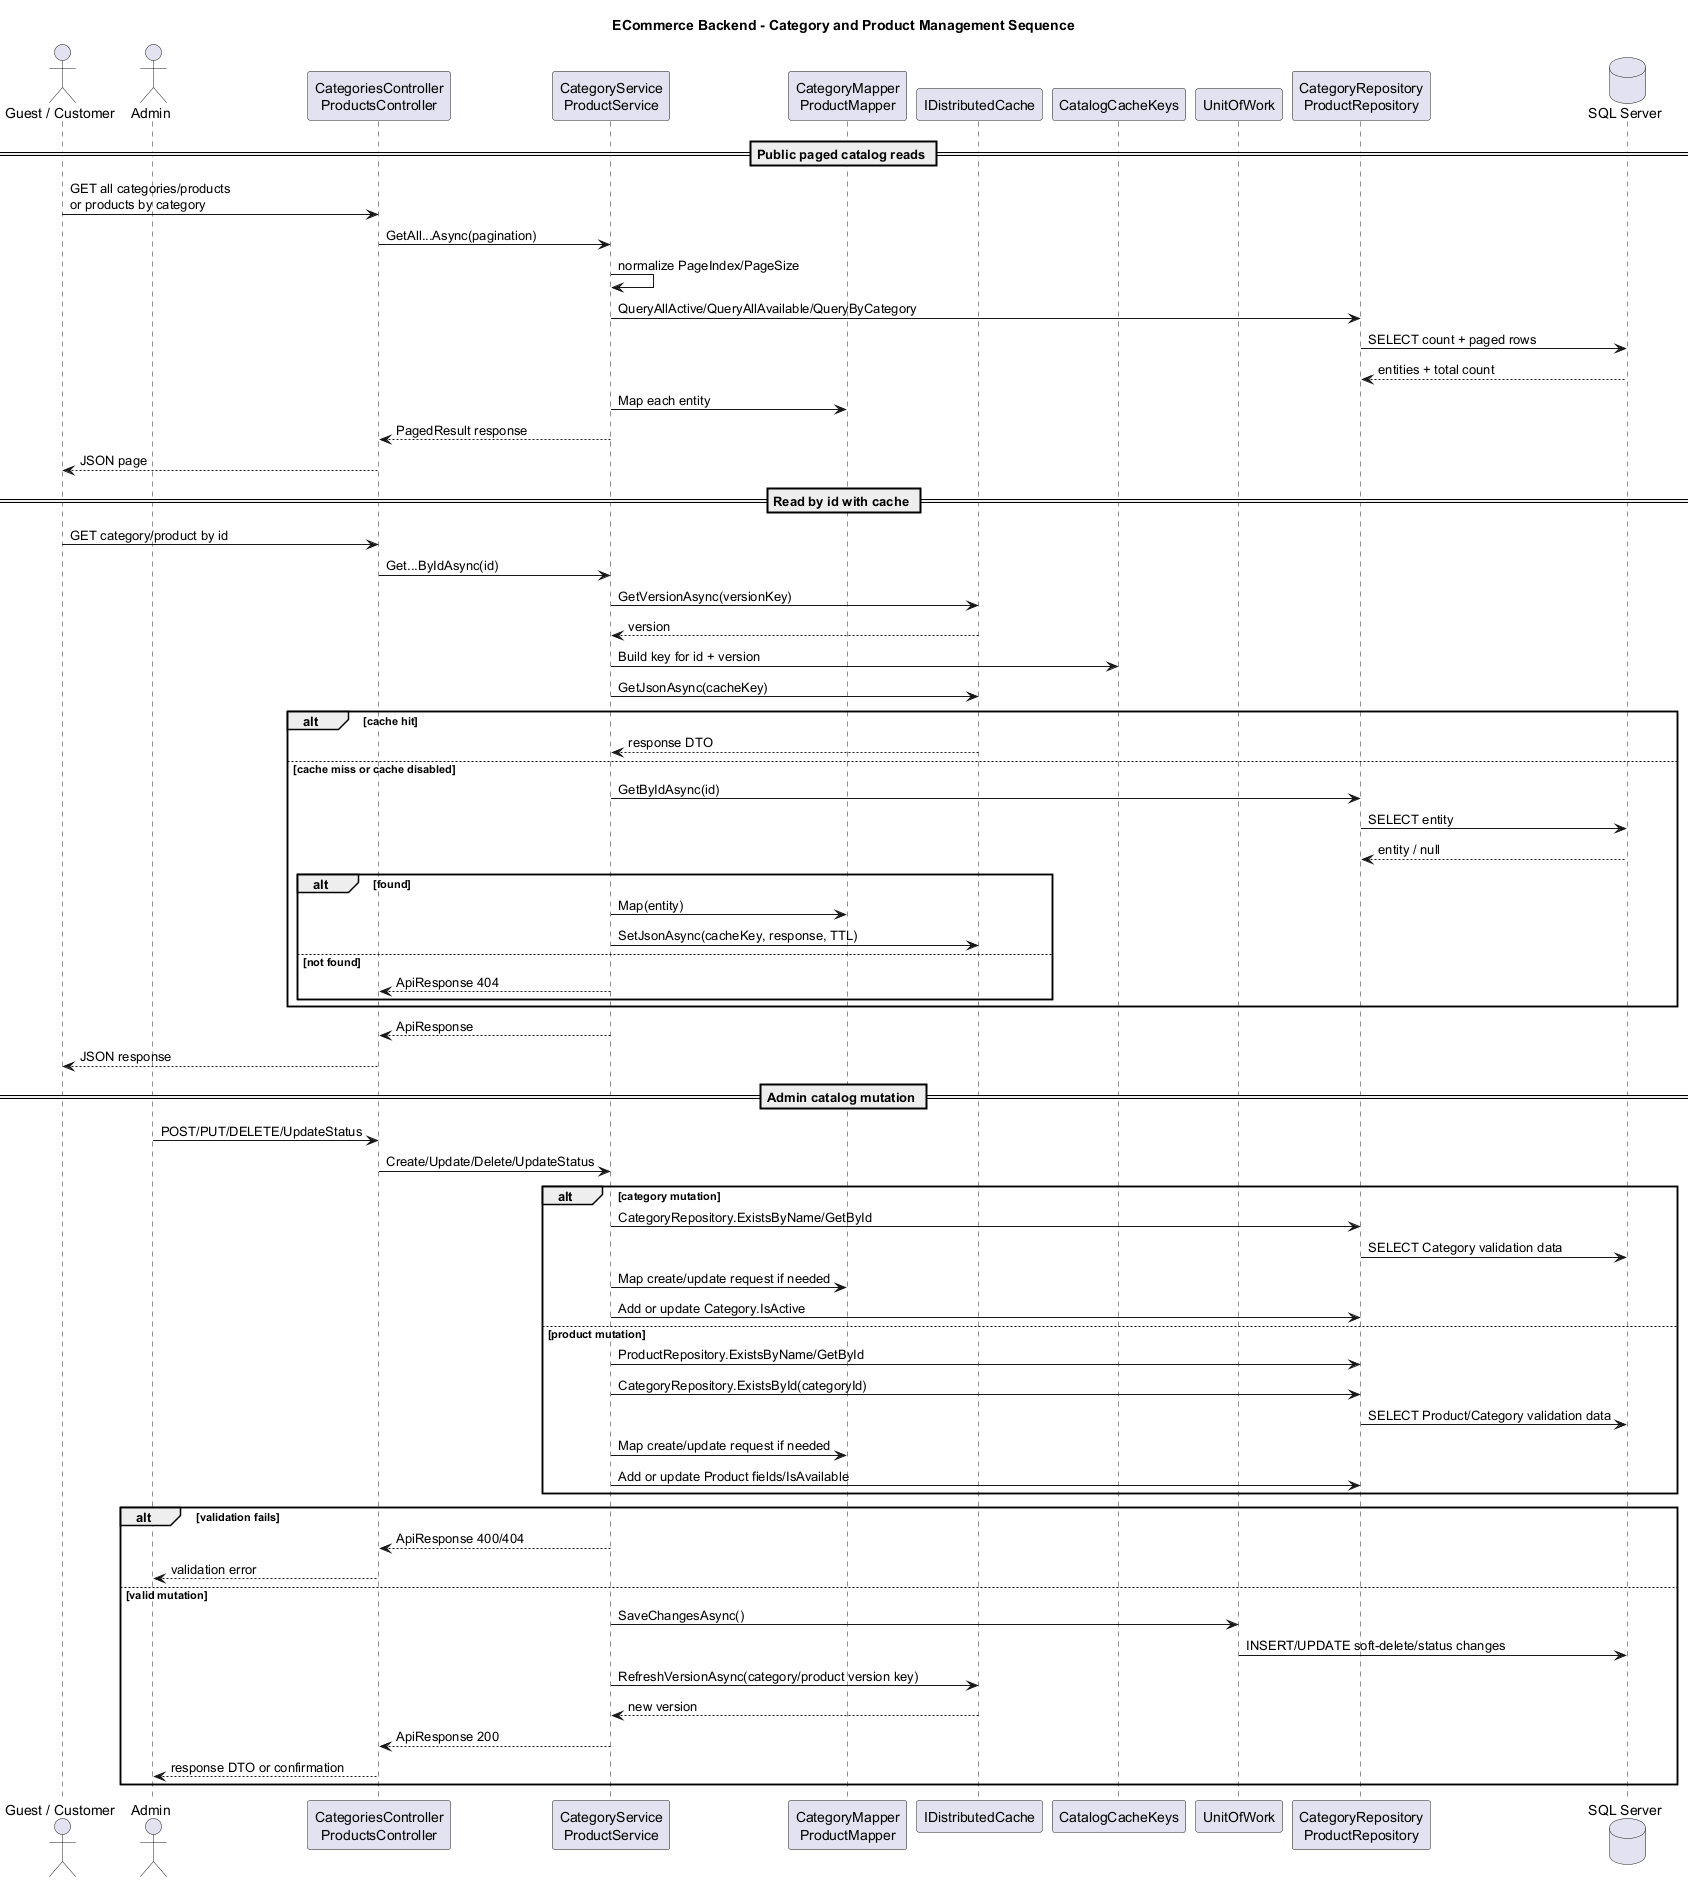 ECommerce Backend - Category and Product Management Sequence
Guest / Customer
Admin
CategoriesController
ProductsController
CategoryService
ProductService
CategoryMapper
ProductMapper
IDistributedCache
CatalogCacheKeys
UnitOfWork
CategoryRepository
ProductRepository
SQL Server
Public paged catalog reads
GET all categories/products
or products by category
GetAll...Async(pagination)
normalize PageIndex/PageSize
QueryAllActive/QueryAllAvailable/QueryByCategory
SELECT count + paged rows
entities + total count
Map each entity
PagedResult response
JSON page
Read by id with cache
GET category/product by id
Get...ByIdAsync(id)
GetVersionAsync(versionKey)
version
Build key for id + version
GetJsonAsync(cacheKey)
alt [cache hit]
response DTO
[cache miss or cache disabled]
GetByIdAsync(id)
SELECT entity
entity / null
alt [found]
Map(entity)
SetJsonAsync(cacheKey, response, TTL)
[not found]
ApiResponse 404
ApiResponse
JSON response
Admin catalog mutation
POST/PUT/DELETE/UpdateStatus
Create/Update/Delete/UpdateStatus
alt [category mutation]
CategoryRepository.ExistsByName/GetById
SELECT Category validation data
Map create/update request if needed
Add or update Category.IsActive
[product mutation]
ProductRepository.ExistsByName/GetById
CategoryRepository.ExistsById(categoryId)
SELECT Product/Category validation data
Map create/update request if needed
Add or update Product fields/IsAvailable
alt [validation fails]
ApiResponse 400/404
validation error
[valid mutation]
SaveChangesAsync()
INSERT/UPDATE soft-delete/status changes
RefreshVersionAsync(category/product version key)
new version
ApiResponse 200
response DTO or confirmation
Guest / Customer
Admin
CategoriesController
ProductsController
CategoryService
ProductService
CategoryMapper
ProductMapper
IDistributedCache
CatalogCacheKeys
UnitOfWork
CategoryRepository
ProductRepository
SQL Server